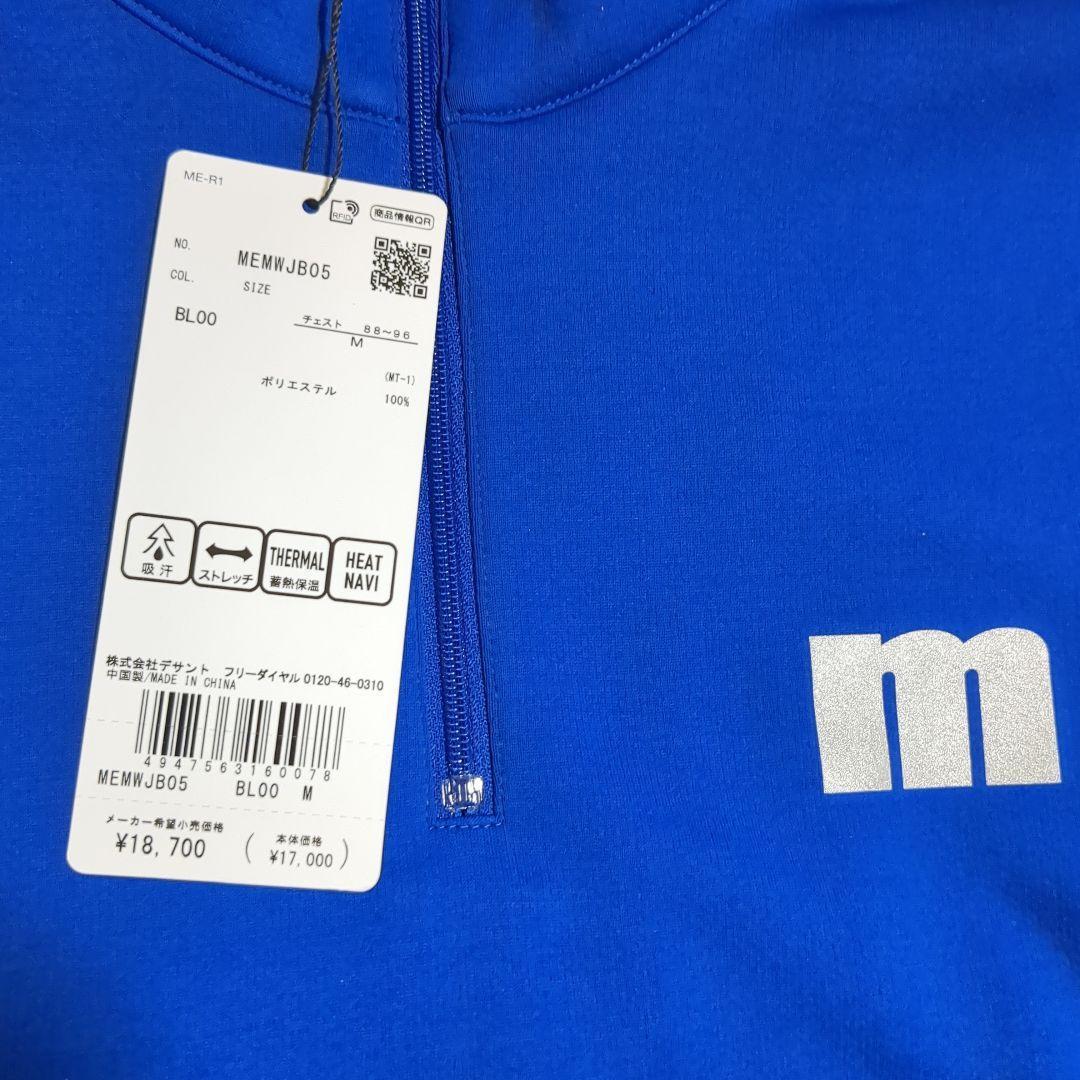 ME-R1
RFID
商品情報QR
NO.
MEMWJB05
COL.
SIZE
BL00
チェスト 88~96
M
(MT-1)
ポリエステル 100%
吸汗
ストレッチ
THERMAL
蓄熱保温
HEAT
NAVI
株式会社デサント フリーダイヤル 0120-46-0310
中国製/MADE IN CHINA
4947563160078
MEMWJB05 BL00 M
メーカー希望小売価格
¥18,700
(本体価格
¥17,000)
m